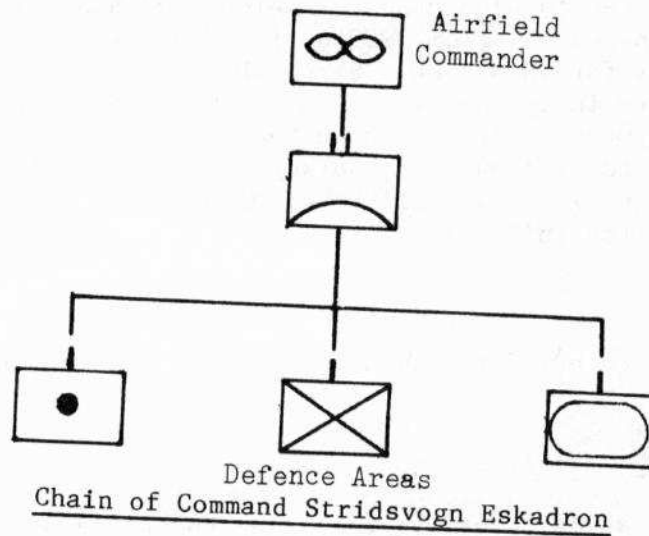 Airfield
Commander
Defence Areas
Chain of Command Stridsvogn Eskadron